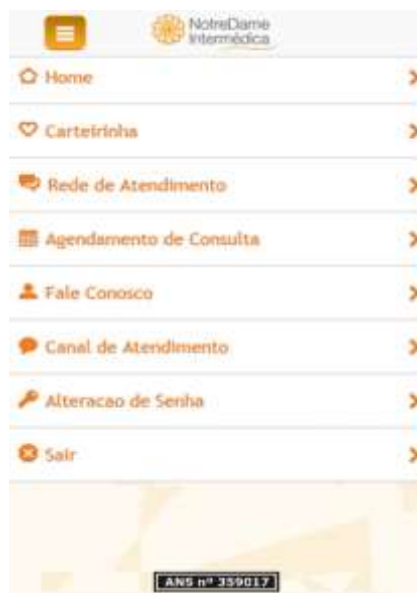 NotreDame
Intermédica
Home
Carteirinha
Rede de Atendimento
Agendamento de Consulta
Fale Conosco
Canal de Atendimento
Alteracao de Senha
Sair
ANS nº 359017